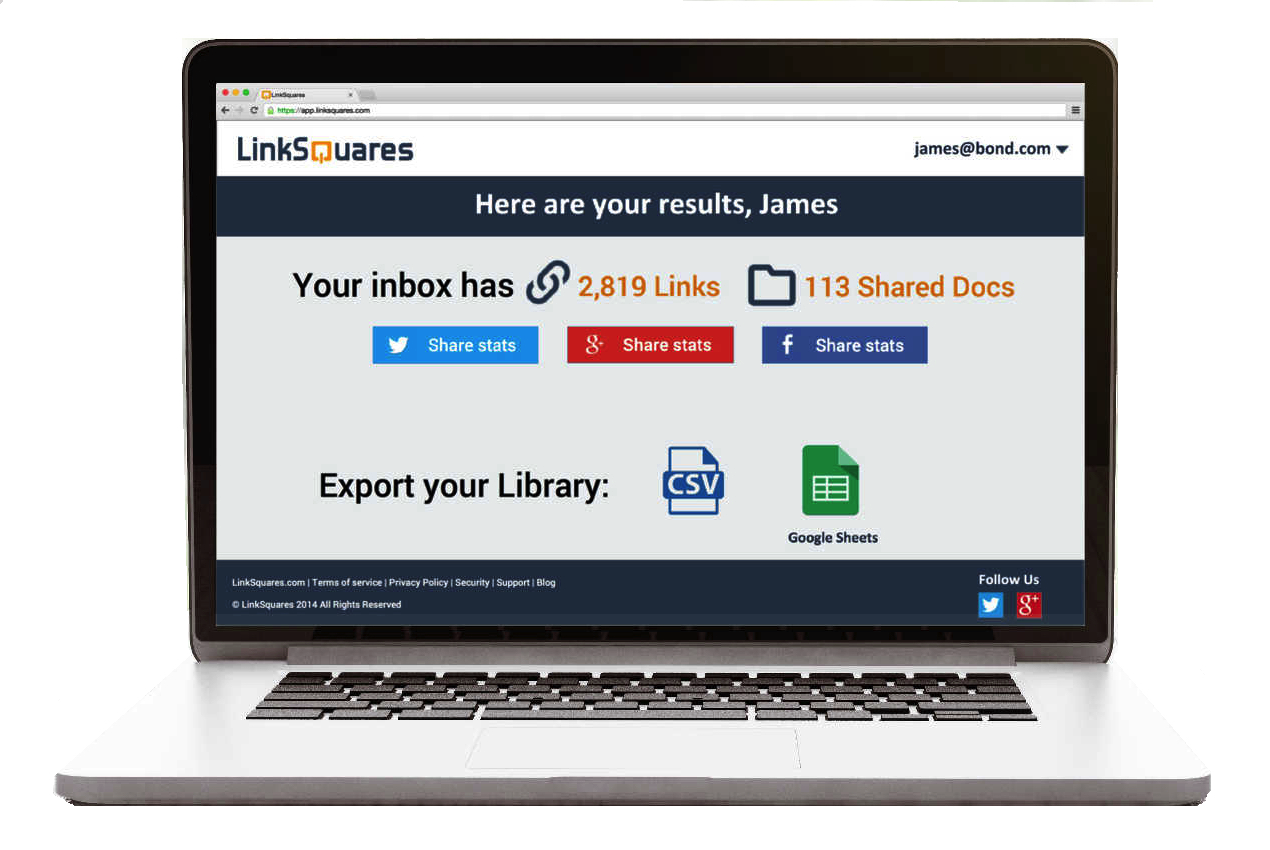 LinkSquares
https://app.linksquares.com
LinkSquares
james@bond.com
Here are your results, James
Your inbox has 2,819 Links 113 Shared Docs
Share stats
g+ Share stats
f Share stats
Export your Library:
CSV
Google Sheets
LinkSquares.com | Terms of service | Privacy Policy | Security | Support | Blog
Follow Us
© LinkSquares 2014 All Rights Reserved
g+